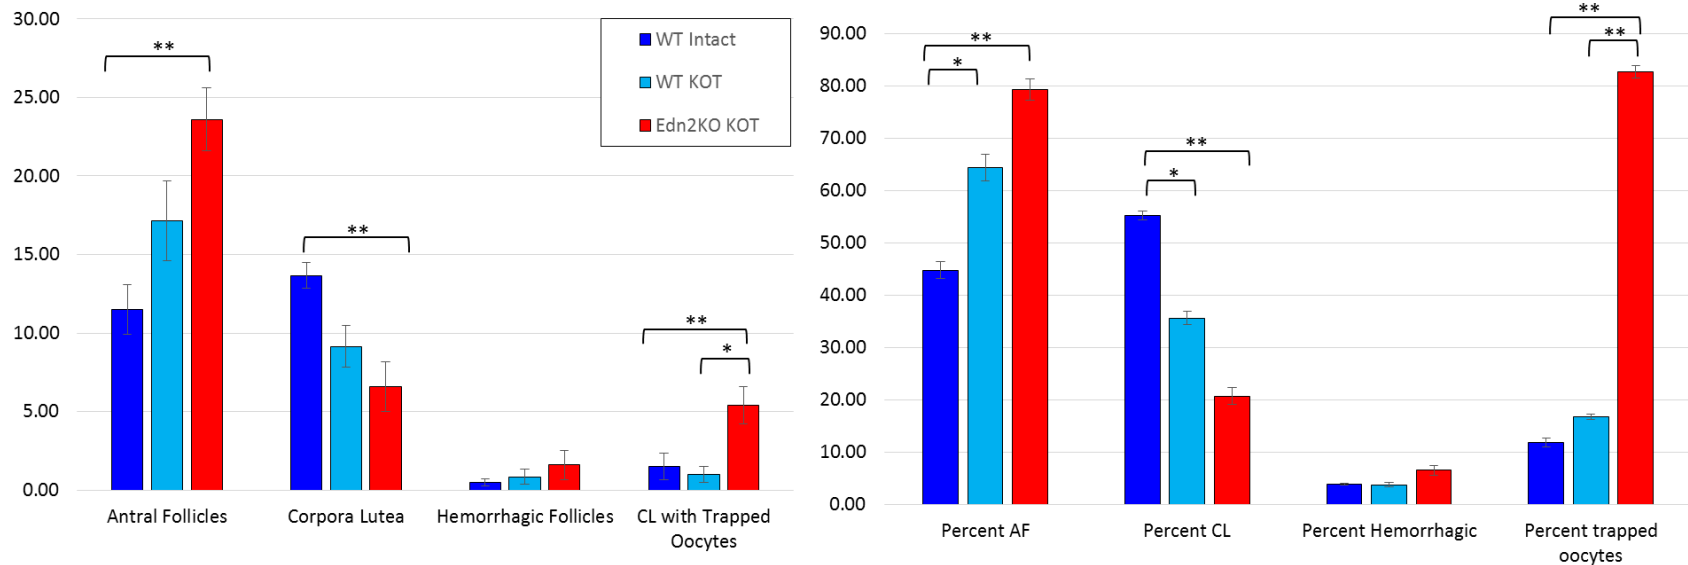 30.00
25.00
20.00
15.00
10.00
5.00
0.00
**
**
**
*
WT Intact
WT KOT
Edn2KO KOT
Antral Follicles
Corpora Lutea
Hemorrhagic Follicles
CL with Trapped
Oocytes
90.00
80.00
70.00
60.00
50.00
40.00
30.00
20.00
10.00
0.00
**
*
**
*
**
**
Percent AF
Percent CL
Percent Hemorrhagic
Percent trapped
oocytes